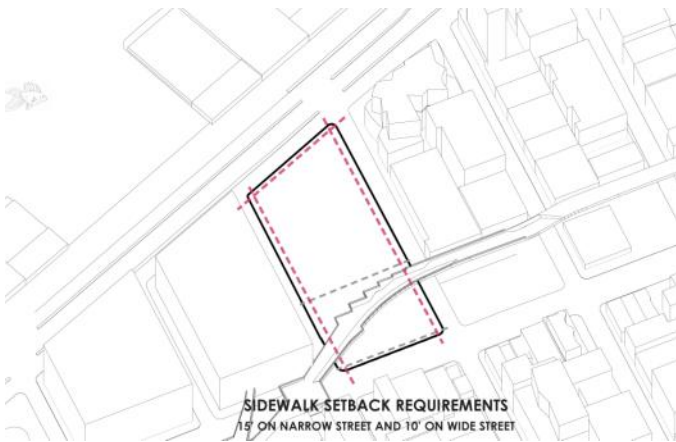 SIDEWALK SETBACK REQUIREMENTS
15' ON NARROW STREET AND 10' ON WIDE STREET